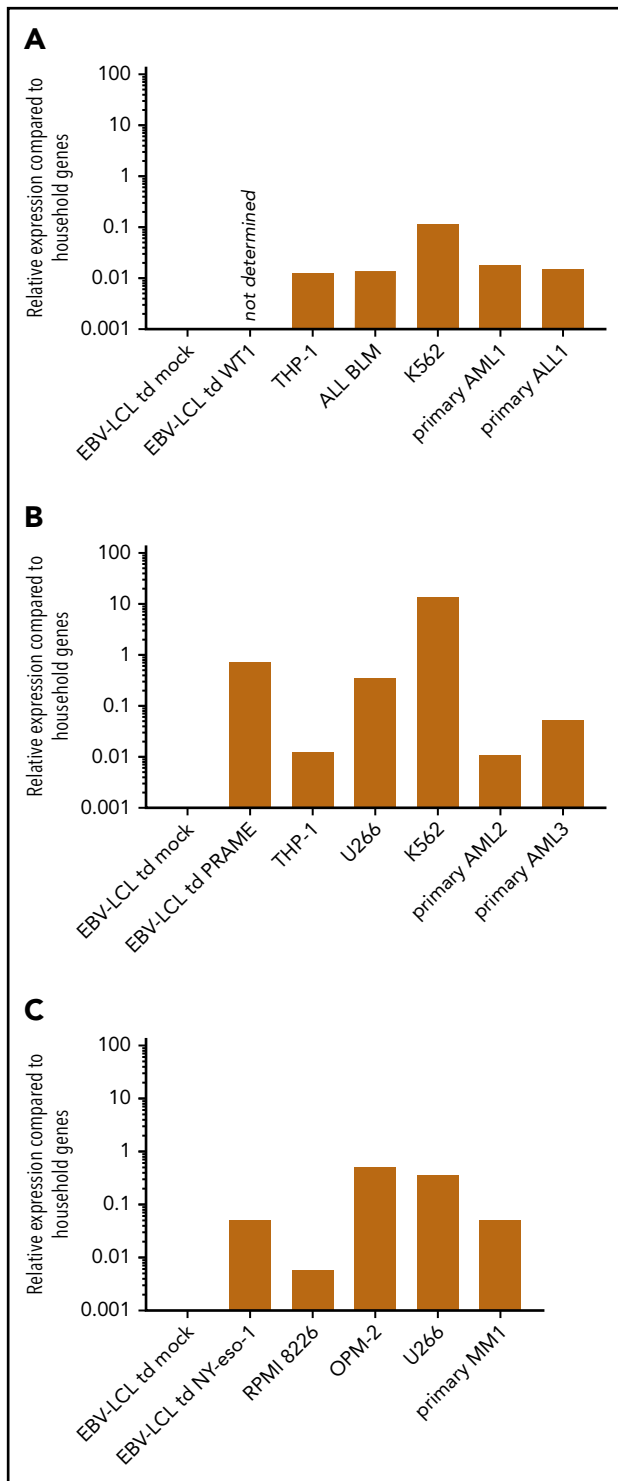 A
Relative expression compared to
household genes
100
10
1
0.1
0.01
0.001
not determined
EBV-LCL td mock
EBV-LCL td WT1
THP-1
ALL BLM
K562
primary AML1
primary ALL1
B
Relative expression compared to
household genes
100
10
1
0.1
0.01
0.001
EBV-LCL td mock
EBV-LCL td PRAME
THP-1
U266
K562
primary AML2
primary AML3
C
Relative expression compared to
household genes
100
10
1
0.1
0.01
0.001
EBV-LCL td mock
EBV-LCL td NY-eso-1
RPMI 8226
OPM-2
U266
primary MM1